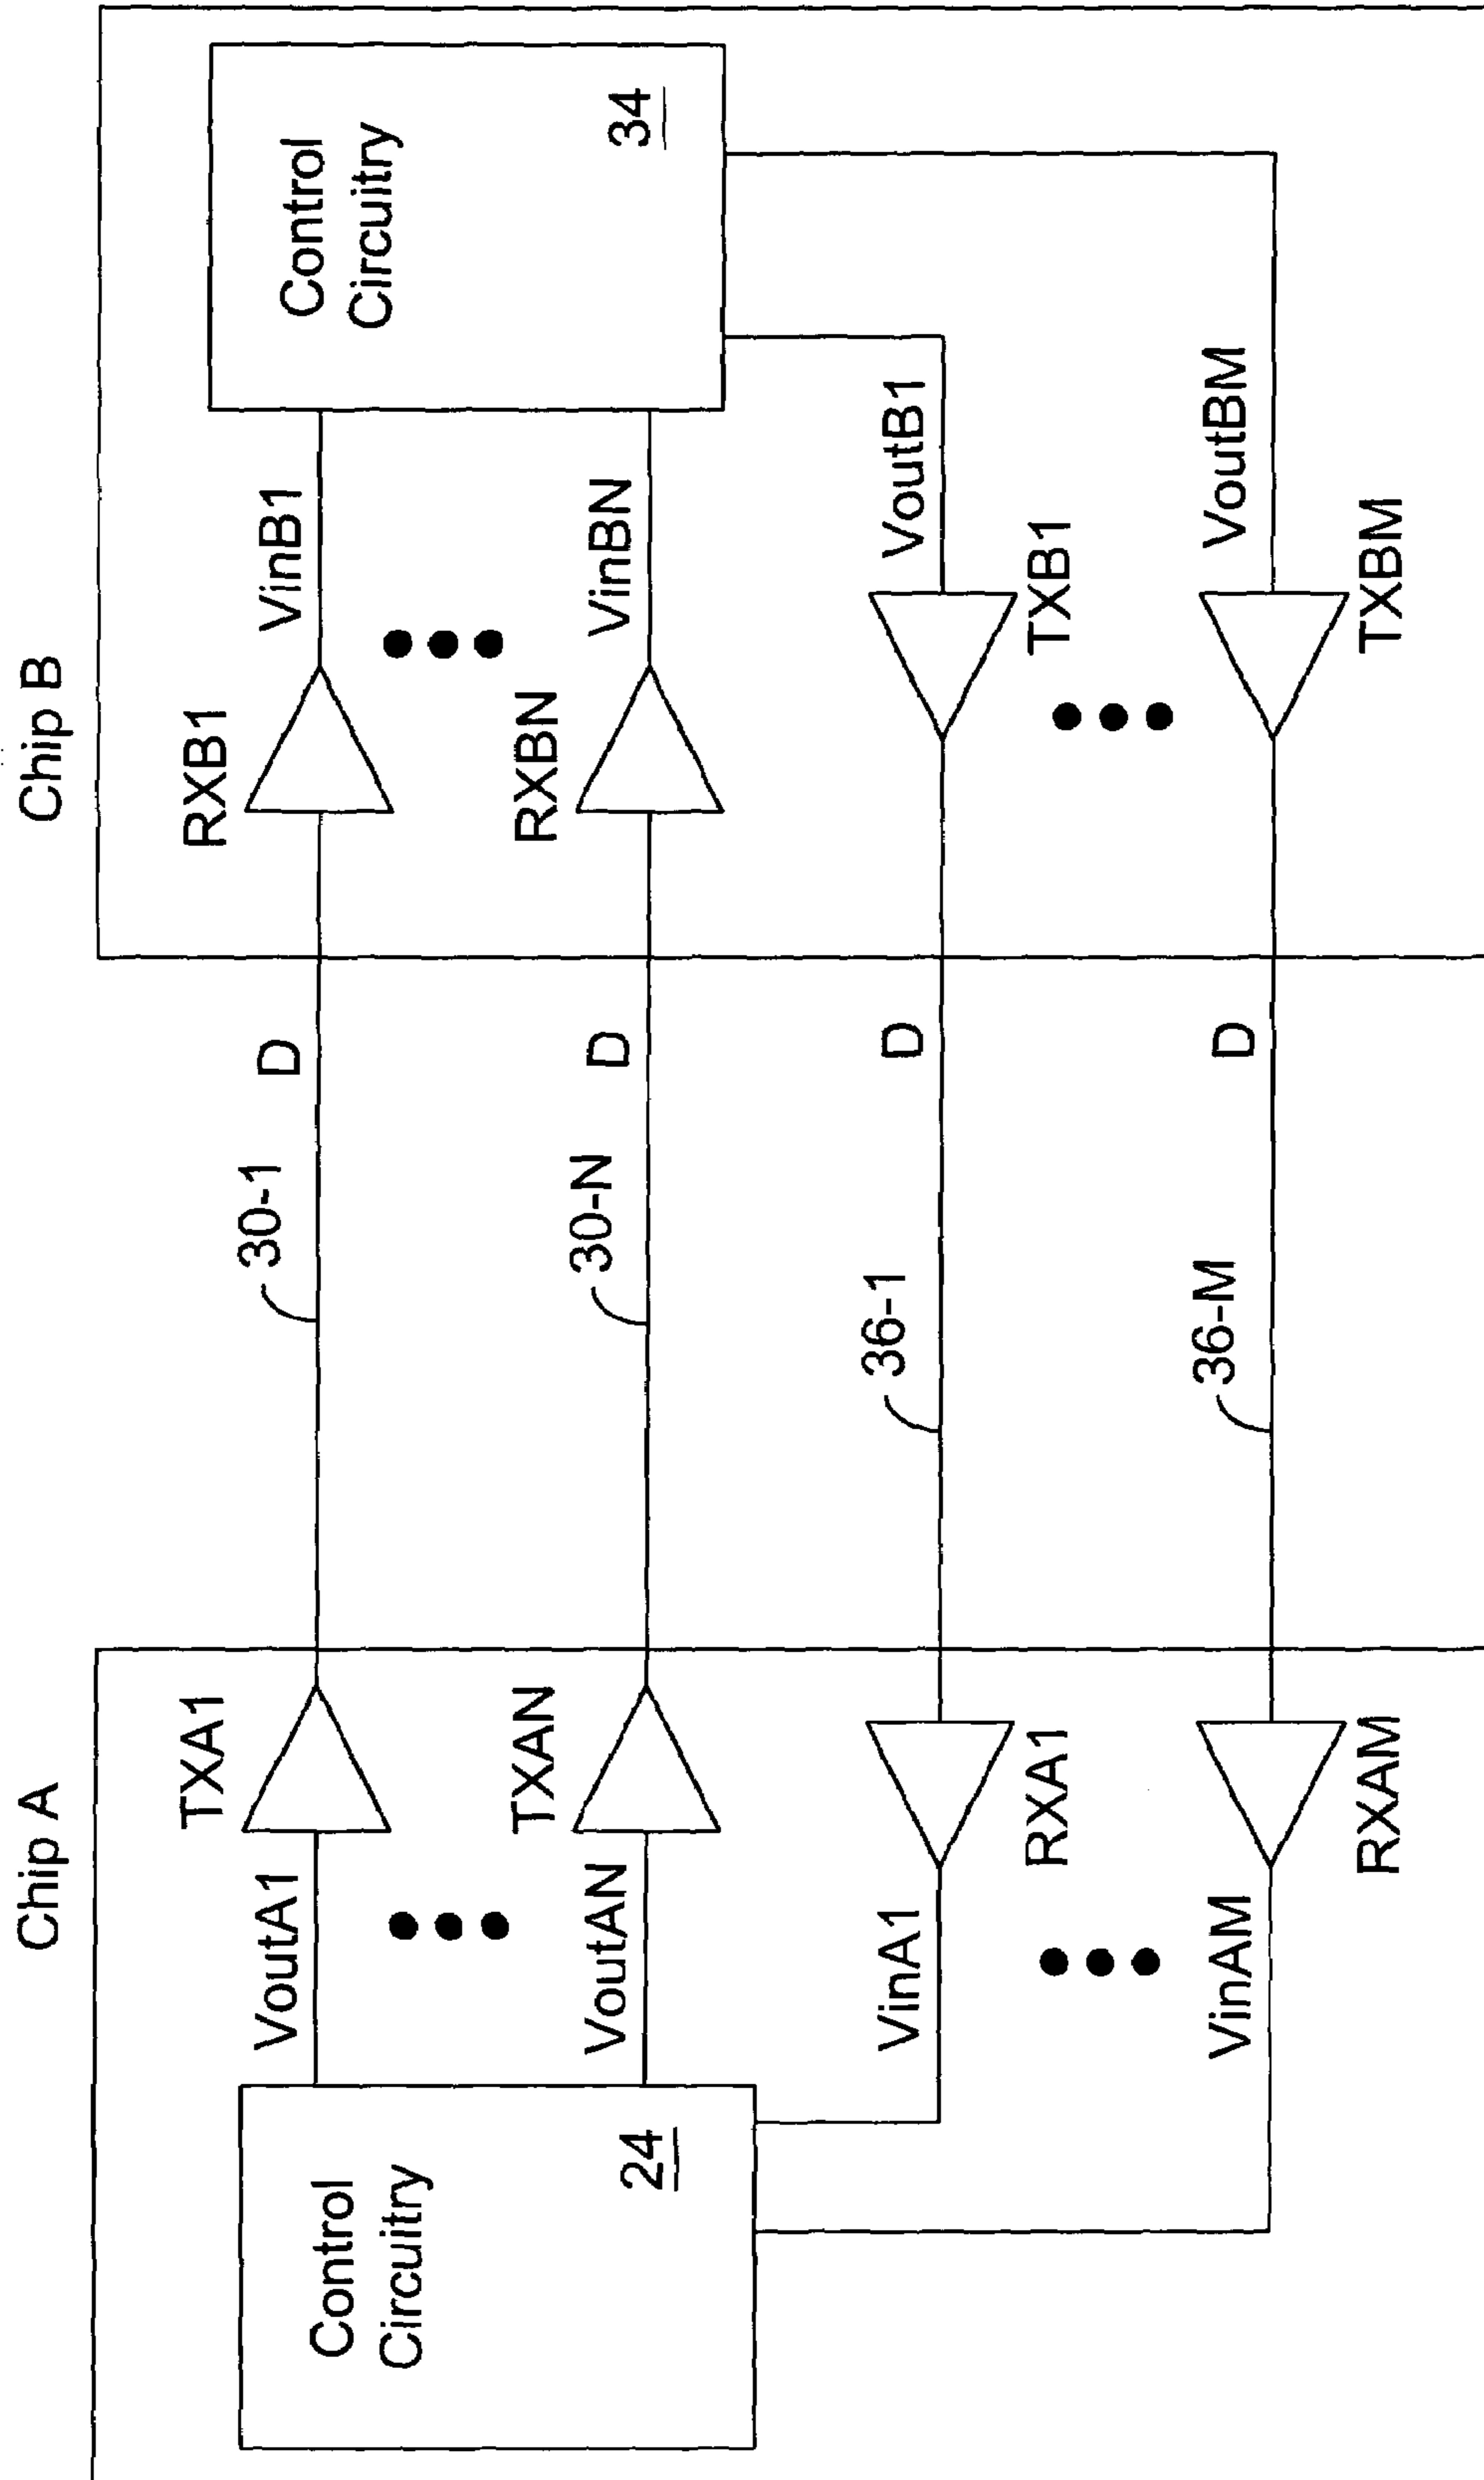 Chip A
Chip B
TXA1
30-1
D
RXB1
VoutA1
VinB1
Control
Circuitry
24
Control
Circuitry
34
TXAN
30-N
D
RXBN
VoutAN
VinBN
36-1
D
VinA1
VoutB1
RXA1
TXB1
36-M
D
VinAM
VoutBM
RXAM
TXBM